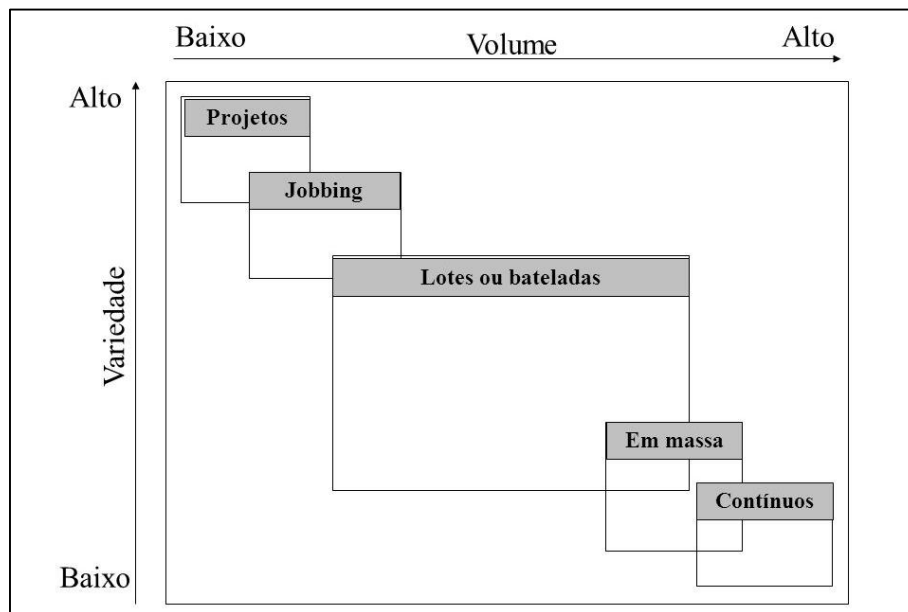 Baixo
Volume
Alto
Alto
Projetos
Jobbing
Lotes ou bateladas
Variedade
Em massa
Contínuos
Baixo